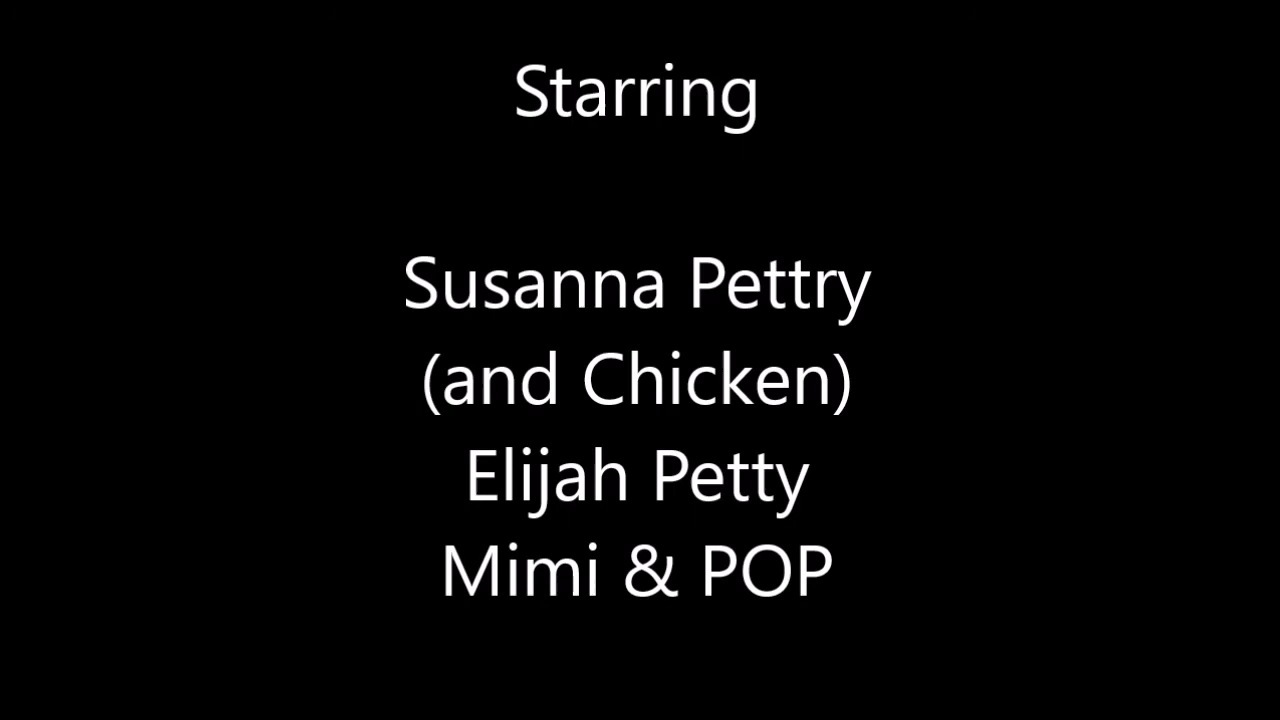 Starring
Susanna Pettry
(and Chicken)
Elijah Petty
Mimi & POP